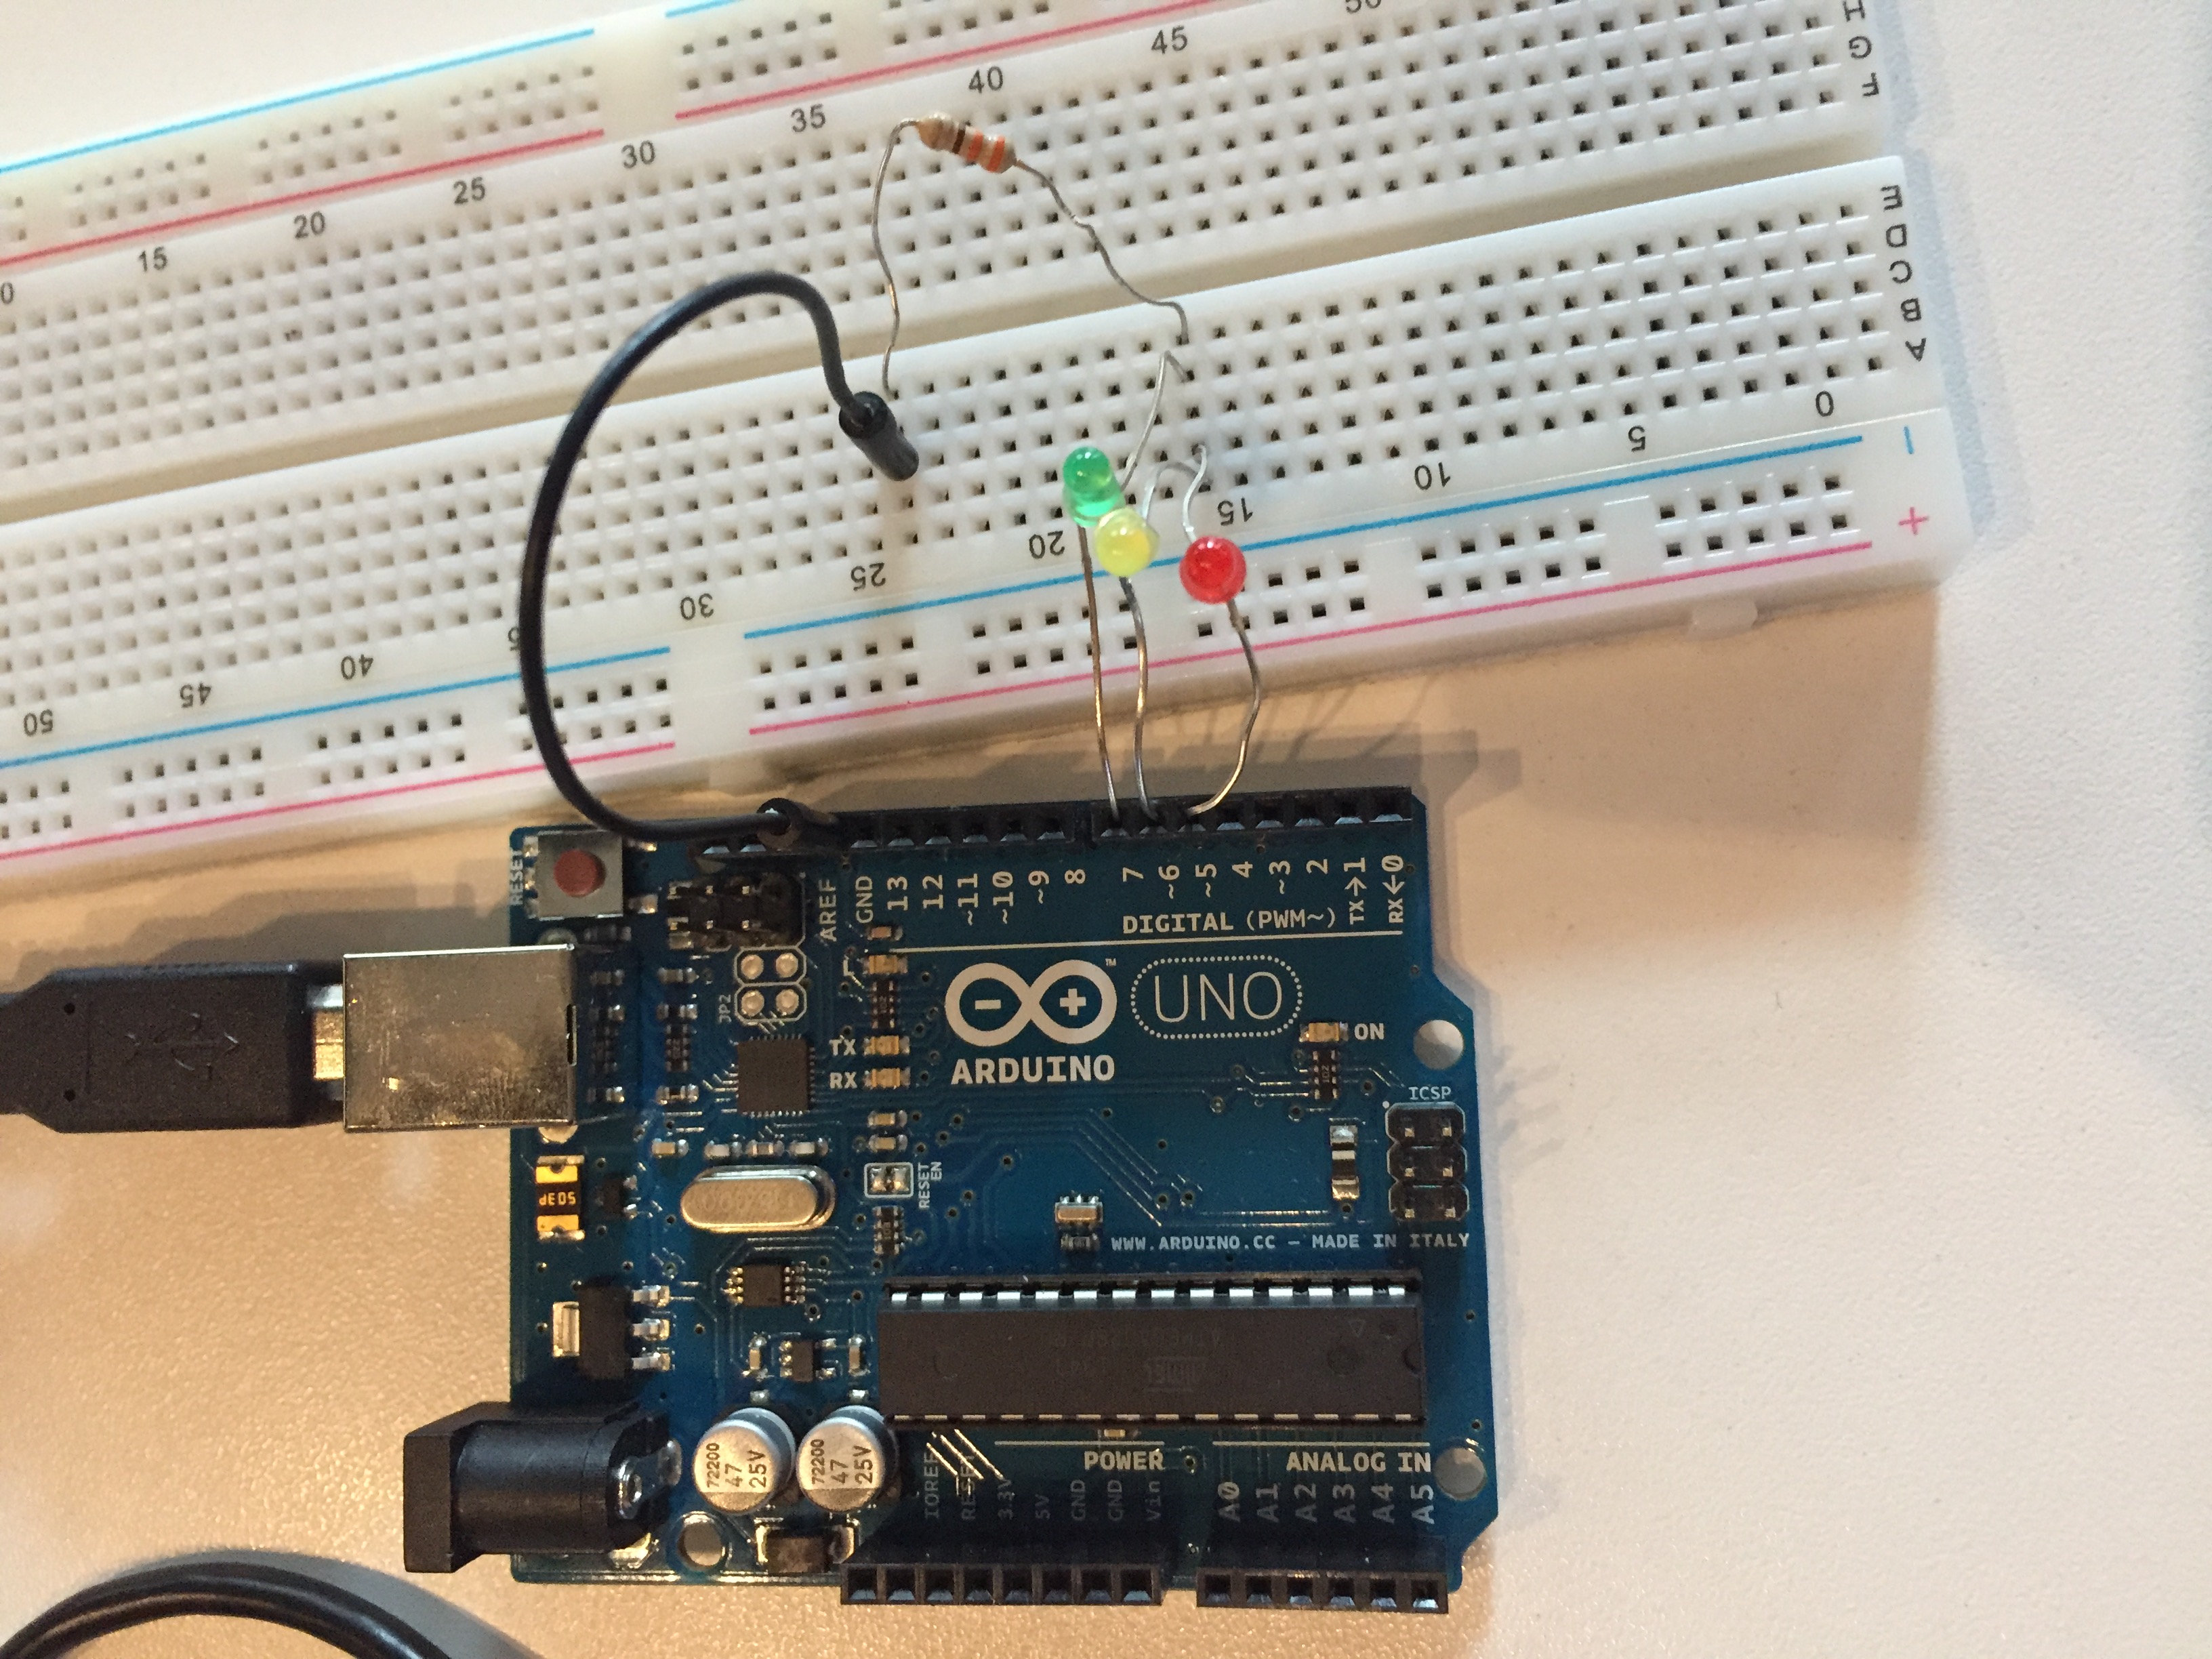 RESET
50EP
72200
47
25V
72200
47
25V
JP2
RX
TX
L
AREF
GND
13
12
~11
~10
~9
8
7
~6
~5
4
~3
2
TX→1
RX←0
DIGITAL (PWM~)
RESET
EN
ARDUINO
UNO
ON
ICSP
WWW.ARDUINO.CC - MADE IN ITALY
102
102
IOREF
RESET
3.3V
5V
GND
GND
Vin
POWER
A0
A1
A2
A3
A4
A5
ANALOG IN
50
45
40
30
25
20
15
10
5
0
15
20
25
30
35
40
45
+
−
A
B
C
D
E
F
G
H